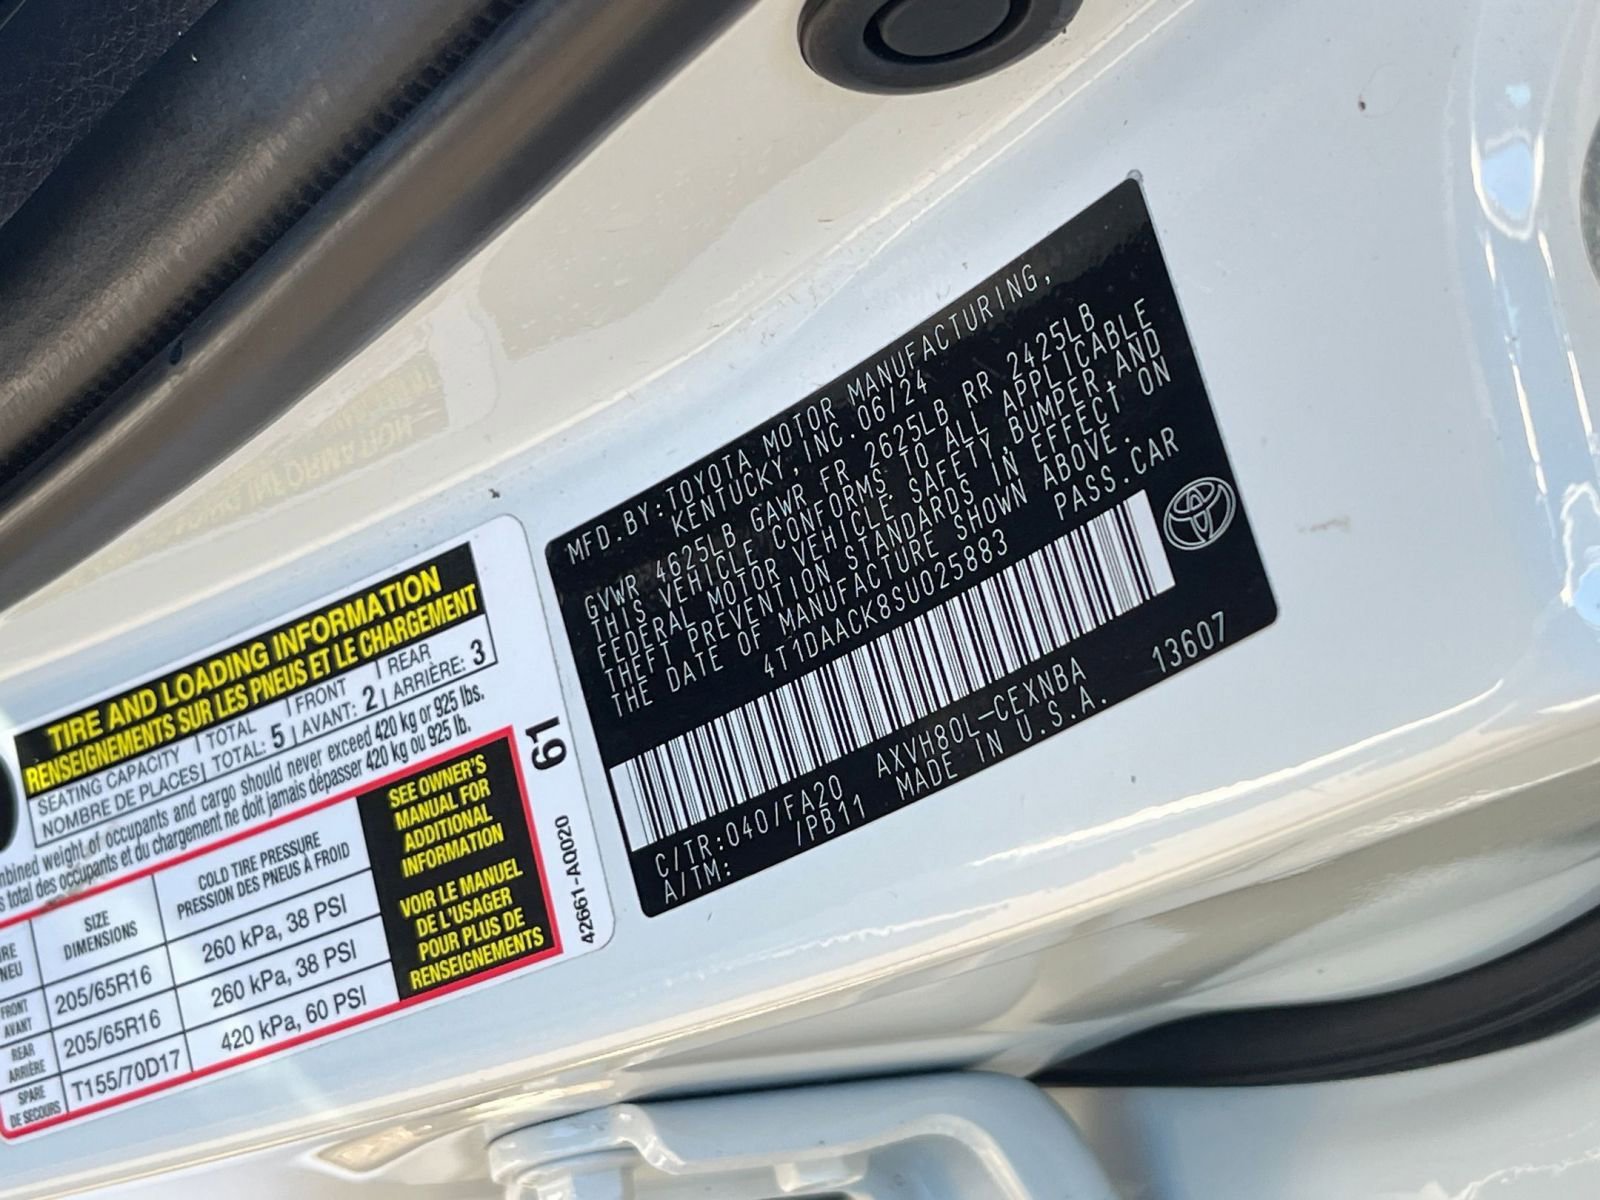 TIRE AND LOADING INFORMATION
RENSEIGNEMENTS SUR LES PNEUS ET LE CHARGEMENT
SEATING CAPACITY | TOTAL | FRONT | REAR
NOMBRE DE PLACES | TOTAL: 5 | AVANT: 2 | ARRIÈRE: 3
weight of occupants and cargo should never exceed 420 kg or 925 lbs.
total des occupants et du chargement ne doit jamais dépasser 420 kg ou 925 lb.
SIZE
DIMENSIONS
COLD TIRE PRESSURE
PRESSION DES PNEUS À FROID
FRONT
AVANT
205/65R16
260 kPa, 38 PSI
REAR
ARRIÈRE
205/65R16
260 kPa, 38 PSI
SPARE
DE SECOURS
T155/70D17
420 kPa, 60 PSI
SEE OWNER'S
MANUAL FOR
ADDITIONAL
INFORMATION
VOIR LE MANUEL
DE L'USAGER
POUR PLUS DE
RENSEIGNEMENTS
61
42661-A0020
MFD.BY:TOYOTA MOTOR MANUFACTURING,
KENTUCKY,INC.06/24
GVWR 4625LB GAWR FR 2625LB RR 2425LB
THIS VEHICLE CONFORMS TO ALL APPLICABLE
FEDERAL MOTOR VEHICLE SAFETY,BUMPER,AND
THEFT PREVENTION STANDARDS IN EFFECT ON
THE DATE OF MANUFACTURE SHOWN ABOVE.
4T1DAACK8SU025883 PASS.CAR
C/TR:040/FA20 AXVH80L-CEXNBA 13607
A/TM: /PB11 MADE IN U.S.A.